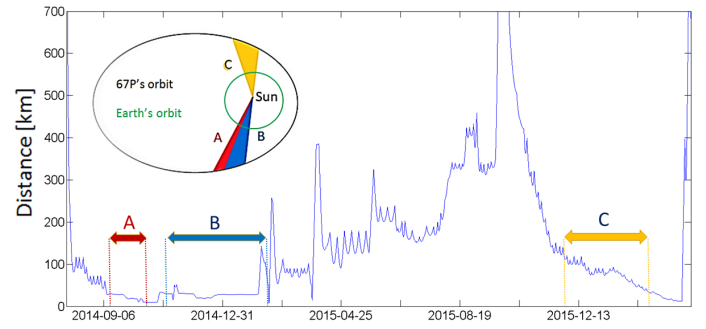 700
600
500
400
300
200
100
0
Distance [km]
C
67P's orbit
Sun
Earth's orbit
A
B
A
B
C
2014-09-06
2014-12-31
2015-04-25
2015-08-19
2015-12-13